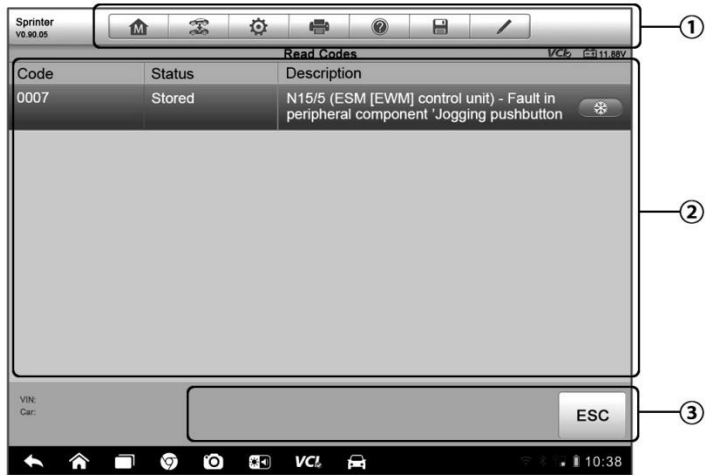 Sprinter
V0.90.05
M
①
Read Codes
VCI 11.88V
Code Status Description
0007 Stored N15/5 (ESM [EWM] control unit) - Fault in
peripheral component 'Jogging pushbutton
②
VIN:
Car:
ESC
③
VCI 10:38